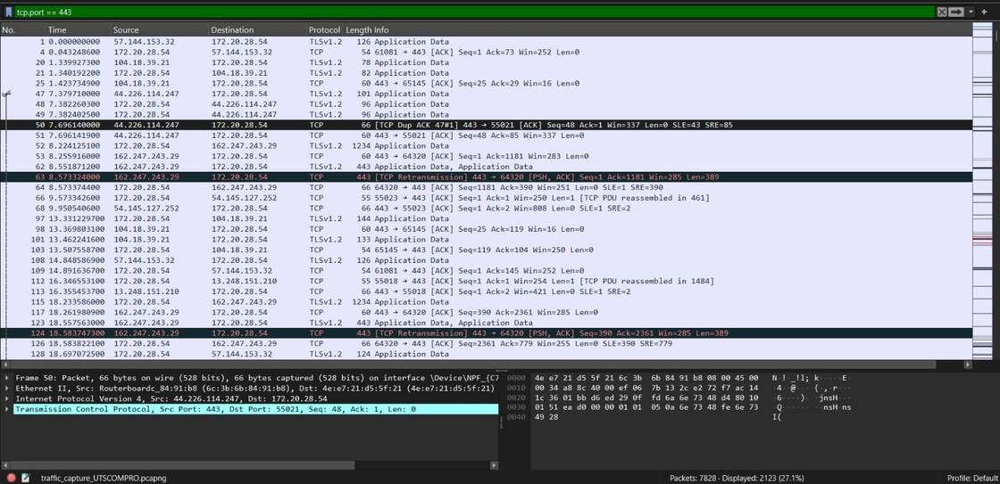 tcp.port == 443
No. Time Source Destination Protocol Length Info
1 0.000000000 57.144.153.32 172.20.28.54 TLSv1.2 126 Application Data
4 0.043248600 172.20.28.54 57.144.153.32 TCP 54 61081 → 443 [ACK] Seq=1 Ack=73 Win=252 Len=0
20 1.339927300 172.20.28.54 104.18.39.21 TLSv1.2 78 Application Data
21 1.340192200 172.20.28.54 104.18.39.21 TLSv1.2 82 Application Data
25 1.423734900 104.18.39.21 172.20.28.54 TCP 60 443 → 65145 [ACK] Seq=25 Ack=29 Win=16 Len=0
47 7.379710000 44.226.114.247 172.20.28.54 TLSv1.2 101 Application Data
48 7.382260300 172.20.28.54 44.226.114.247 TLSv1.2 96 Application Data
49 7.382402500 172.20.28.54 44.226.114.247 TLSv1.2 96 Application Data
50 7.696140000 44.226.114.247 172.20.28.54 TCP 66 [TCP Dup ACK 47#1] 443 → 55021 [ACK] Seq=48 Ack=1 Win=337 Len=0 SLE=43 SRE=85
51 7.696141900 44.226.114.247 172.20.28.54 TCP 60 443 → 55021 [ACK] Seq=48 Ack=85 Win=337 Len=0
52 8.224125100 172.20.28.54 162.247.243.29 TLSv1.2 1234 Application Data
53 8.255916000 162.247.243.29 172.20.28.54 TCP 60 443 → 64320 [ACK] Seq=1 Ack=1181 Win=283 Len=0
62 8.551871200 162.247.243.29 172.20.28.54 TLSv1.2 443 Application Data, Application Data
63 8.573324000 162.247.243.29 172.20.28.54 TCP 443 [TCP Retransmission] 443 → 64320 [PSH, ACK] Seq=1 Ack=1181 Win=285 Len=389
64 8.573374400 172.20.28.54 162.247.243.29 TCP 66 64320 → 443 [ACK] Seq=1181 Ack=390 Win=251 Len=0 SLE=1 SRE=390
66 9.573342600 172.20.28.54 54.145.127.252 TCP 55 55023 → 443 [ACK] Seq=1 Ack=1 Win=250 Len=1 [TCP PDU reassembled in 461]
68 9.950540600 54.145.127.252 172.20.28.54 TCP 66 443 → 55023 [ACK] Seq=1 Ack=2 Win=808 Len=0 SLE=1 SRE=2
97 13.331229700 172.20.28.54 104.18.39.21 TLSv1.2 144 Application Data
98 13.369803100 104.18.39.21 172.20.28.54 TCP 60 443 → 65145 [ACK] Seq=25 Ack=119 Win=16 Len=0
101 13.462241600 104.18.39.21 172.20.28.54 TLSv1.2 133 Application Data
103 13.507558700 172.20.28.54 104.18.39.21 TCP 54 65145 → 443 [ACK] Seq=119 Ack=104 Win=250 Len=0
108 14.848586900 57.144.153.32 172.20.28.54 TLSv1.2 126 Application Data
109 14.891636700 172.20.28.54 57.144.153.32 TCP 54 61081 → 443 [ACK] Seq=1 Ack=145 Win=252 Len=0
112 16.346553100 172.20.28.54 13.248.151.210 TCP 55 55018 → 443 [ACK] Seq=1 Ack=1 Win=254 Len=1 [TCP PDU reassembled in 1484]
113 16.355453700 13.248.151.210 172.20.28.54 TCP 66 443 → 55018 [ACK] Seq=1 Ack=2 Win=421 Len=0 SLE=1 SRE=2
115 18.233586000 172.20.28.54 162.247.243.29 TLSv1.2 1234 Application Data
117 18.261980900 162.247.243.29 172.20.28.54 TCP 60 443 → 64320 [ACK] Seq=390 Ack=2361 Win=285 Len=0
123 18.557563000 162.247.243.29 172.20.28.54 TLSv1.2 443 Application Data, Application Data
124 18.583747300 162.247.243.29 172.20.28.54 TCP 443 [TCP Retransmission] 443 → 64320 [PSH, ACK] Seq=390 Ack=2361 Win=285 Len=389
126 18.583822100 172.20.28.54 162.247.243.29 TCP 66 64320 → 443 [ACK] Seq=2361 Ack=779 Win=255 Len=0 SLE=390 SRE=779
128 18.697072500 172.20.28.54 57.144.153.32 TLSv1.2 124 Application Data
Frame 50: Packet, 66 bytes on wire (528 bits), 66 bytes captured (528 bits) on interface \Device\NPF_{C7
Ethernet II, Src: Routerboardc_84:91:b8 (6c:3b:6b:84:91:b8), Dst: 4e:e7:21:d5:5f:21 (4e:e7:21:d5:5f:21)
Internet Protocol Version 4, Src: 44.226.114.247, Dst: 172.20.28.54
Transmission Control Protocol, Src Port: 443, Dst Port: 55021, Seq: 48, Ack: 1, Len: 0
0000 4e e7 21 d5 5f 21 6c 3b 6b 84 91 b8 08 00 45 00 N·!·_!l; k·····E·
0010 00 34 a8 8c 40 00 ef 06 7b 13 2c e2 72 f7 ac 14 ·4··@··· {·,·r···
0020 1c 36 01 bb d6 ed 29 0f fd 6a 6e 73 48 d4 80 10 ·6····)· ·jnsH···
0030 01 51 ea d0 00 00 01 01 05 0a 6e 73 48 fe 6e 73 ·Q······ ··nsH·ns
0040 49 28 I(
traffic_capture_UTSCOMPRO.pcapng Packets: 7828 · Displayed: 2123 (27.1%) Profile: Default